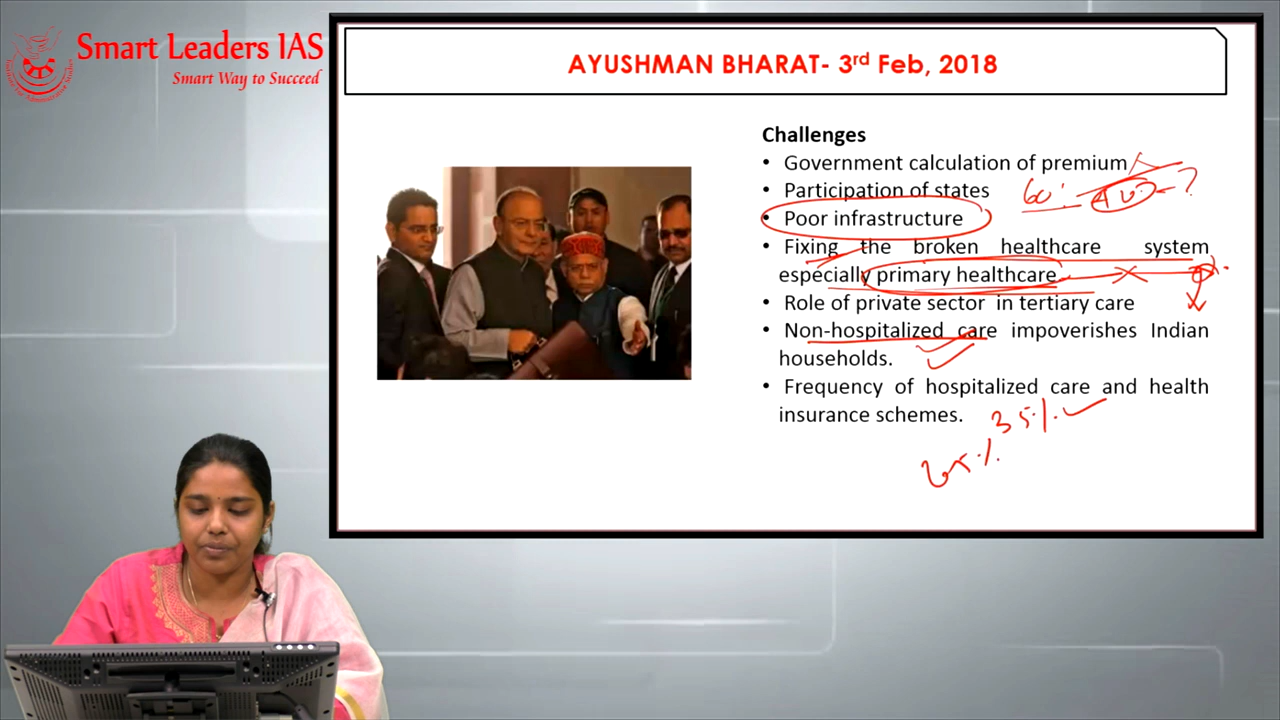 Smart Leaders IAS
Smart Way to Succeed
AYUSHMAN BHARAT- 3rd Feb, 2018
Challenges
• Government calculation of premium
• Participation of states
60%
40%
?
• Poor infrastructure
• Fixing the broken healthcare system
especially primary healthcare
• Role of private sector in tertiary care
• Non-hospitalized care impoverishes Indian
households.
• Frequency of hospitalized care and health
insurance schemes.
35%
65%